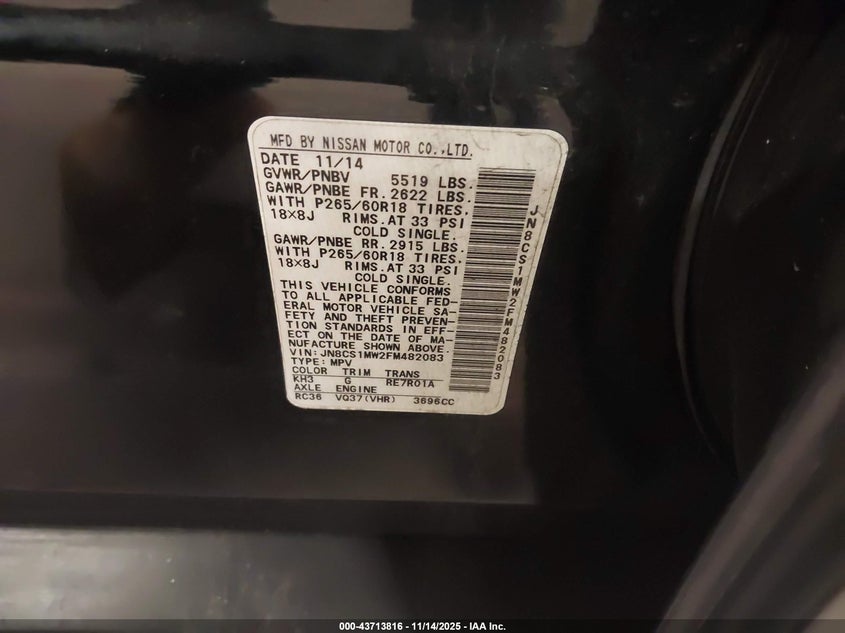 MFD BY NISSAN MOTOR CO.,LTD.
DATE 11/14
GVWR/PNBV 5519 LBS.
GAWR/PNBE FR. 2622 LBS.
WITH P265/60R18 TIRES,
18×8J RIMS.AT 33 PSI
COLD SINGLE.
GAWR/PNBE RR. 2915 LBS.
WITH P265/60R18 TIRES,
18×8J RIMS.AT 33 PSI
COLD SINGLE.
THIS VEHICLE CONFORMS
TO ALL APPLICABLE FED-
ERAL MOTOR VEHICLE SA-
FETY AND THEFT PREVEN-
TION STANDARDS IN EFF-
ECT ON THE DATE OF MA-
NUFACTURE SHOWN ABOVE.
VIN: JN8CS1MW2FM482083
TYPE: MPV
COLOR TRIM TRANS
KH3 G RE7R01A
AXLE ENGINE
RC36 VQ37(VHR) 3696CC
JN8CS1MW2FM482083
000-43713816 - 11/14/2025 - IAA Inc.